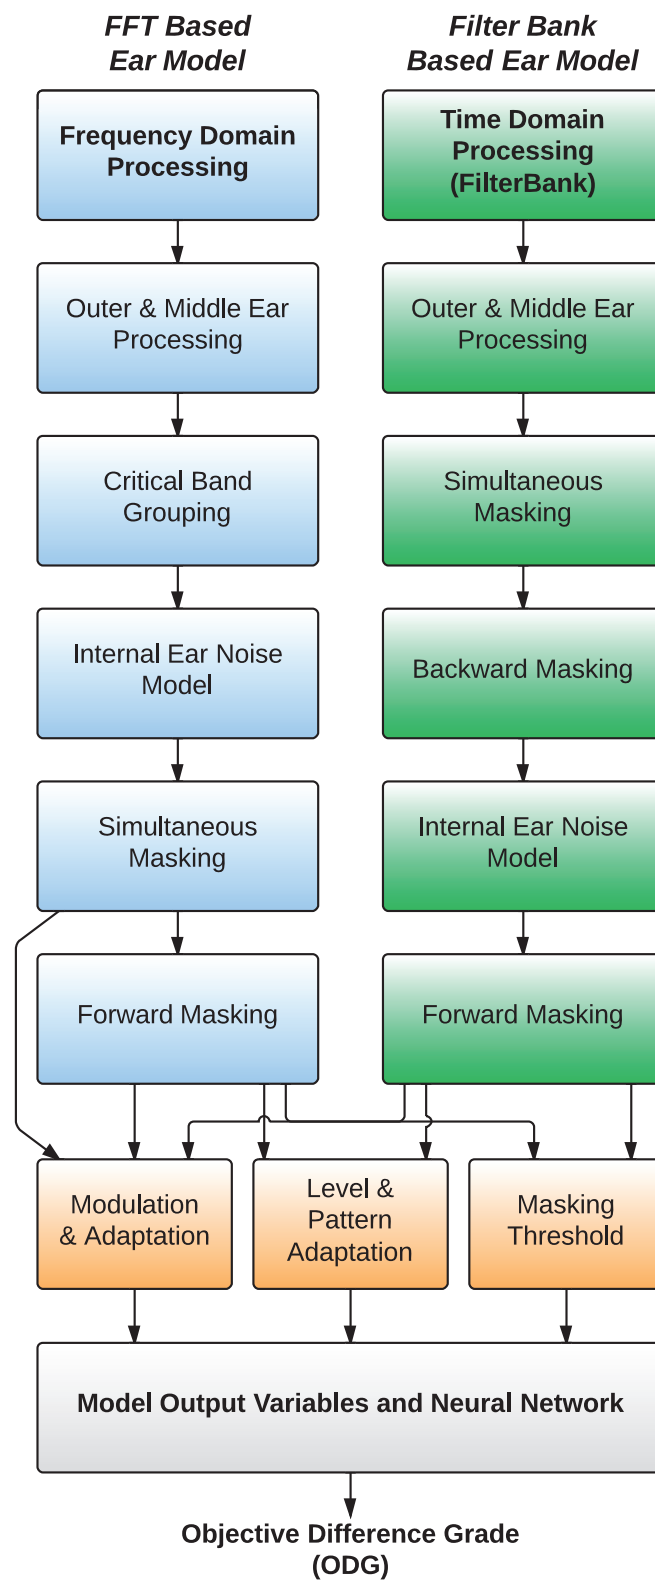 FFT Based
Ear Model
Filter Bank
Based Ear Model
Frequency Domain
Processing
Time Domain
Processing
(FilterBank)
Outer & Middle Ear
Processing
Outer & Middle Ear
Processing
Critical Band
Grouping
Simultaneous
Masking
Internal Ear Noise
Model
Backward Masking
Simultaneous
Masking
Internal Ear Noise
Model
Forward Masking
Forward Masking
Modulation
& Adaptation
Level &
Pattern
Adaptation
Masking
Threshold
Model Output Variables and Neural Network
Objective Difference Grade
(ODG)